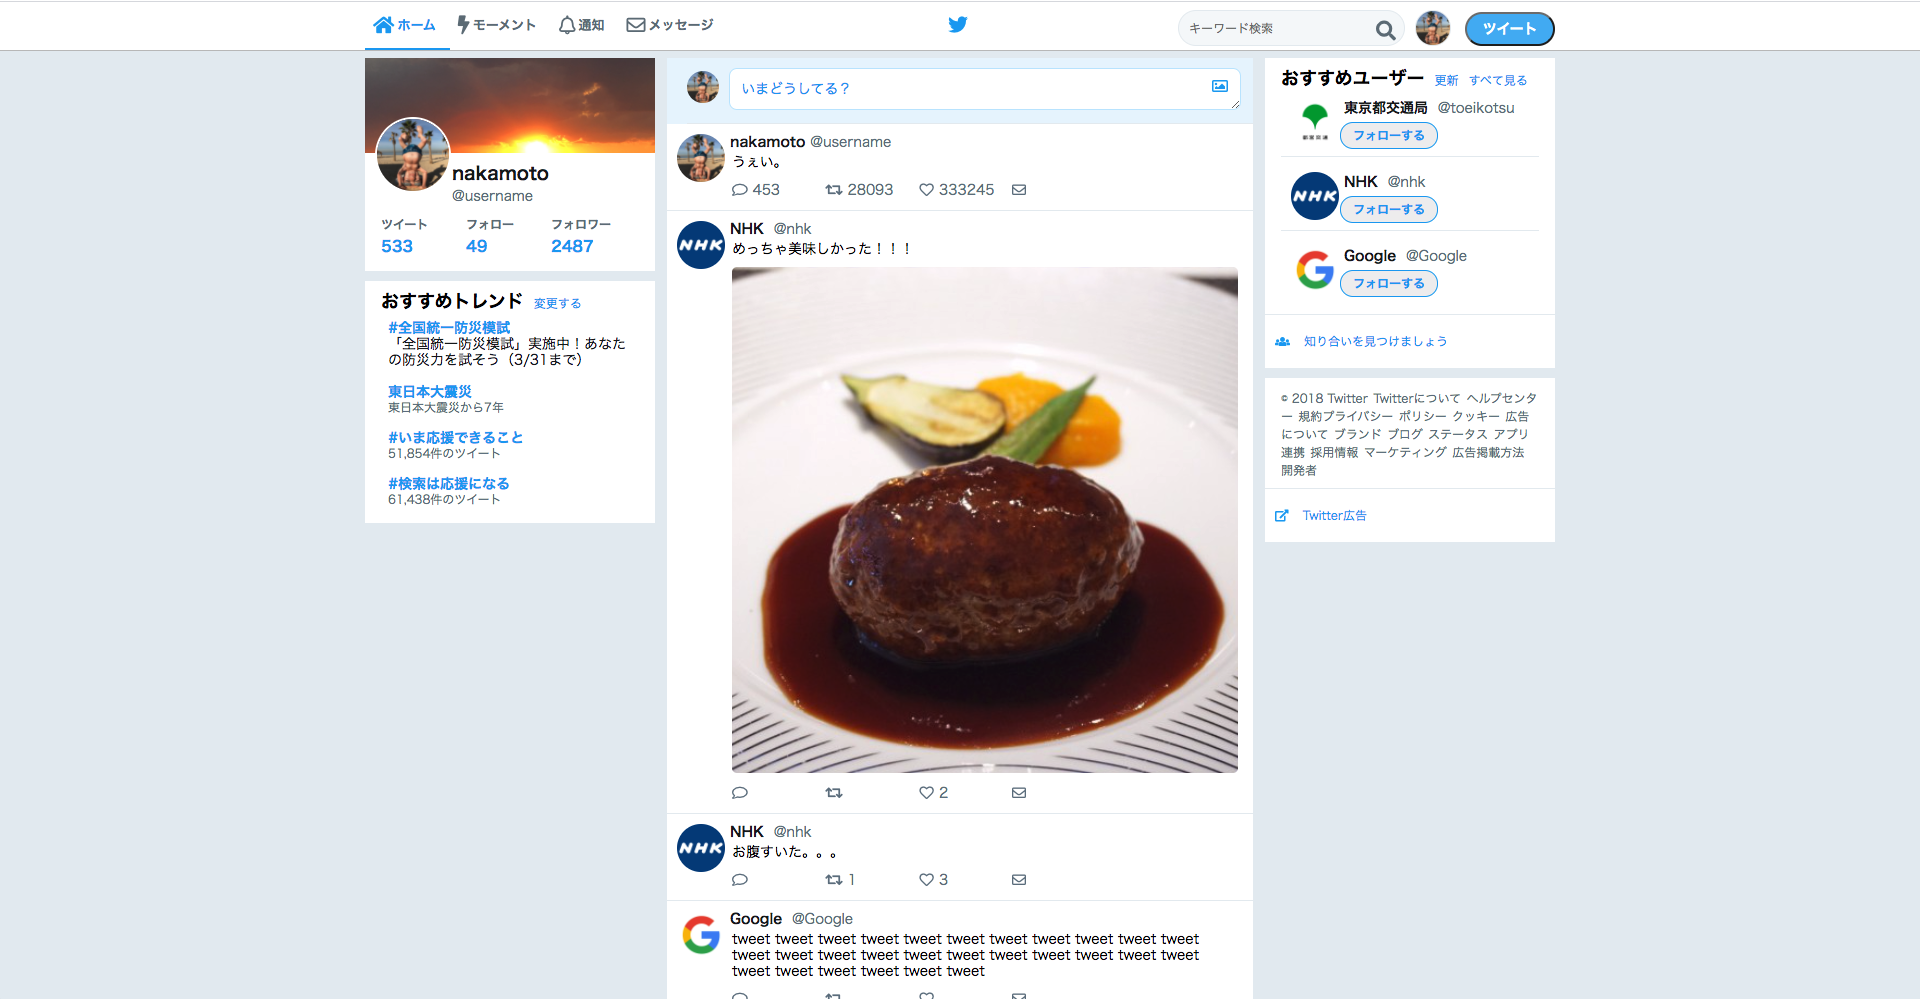 ホーム モーメント 通知 メッセージ キーワード検索 ツイート
nakamoto
@username
ツイート フォロー フォロワー
533 49 2487
おすすめトレンド 変更する
#全国統一防災模試
「全国統一防災模試」実施中！あなた
の防災力を試そう（3/31まで）
東日本大震災
東日本大震災から7年
#いま応援できること
51,854件のツイート
#検索は応援になる
61,438件のツイート
いまどうしてる？
nakamoto @username
うぇい。
453 28093 333245
NHK @nhk
NHK
めっちゃ美味しかった！！！
2
NHK @nhk
NHK
お腹すいた。。。
1 3
Google @Google
tweet tweet tweet tweet tweet tweet tweet tweet tweet tweet tweet
tweet tweet tweet tweet tweet tweet tweet tweet tweet tweet tweet
tweet tweet tweet tweet tweet tweet
おすすめユーザー 更新 すべて見る
東京都交通局 @toeikotsu
都営交通
フォローする
NHK @nhk
NHK
フォローする
Google @Google
フォローする
知り合いを見つけましょう
© 2018 Twitter Twitterについて ヘルプセンタ
ー 規約プライバシー ポリシー クッキー 広告
について ブランド ブログ ステータス アプリ
連携 採用情報 マーケティング 広告掲載方法
開発者
Twitter広告